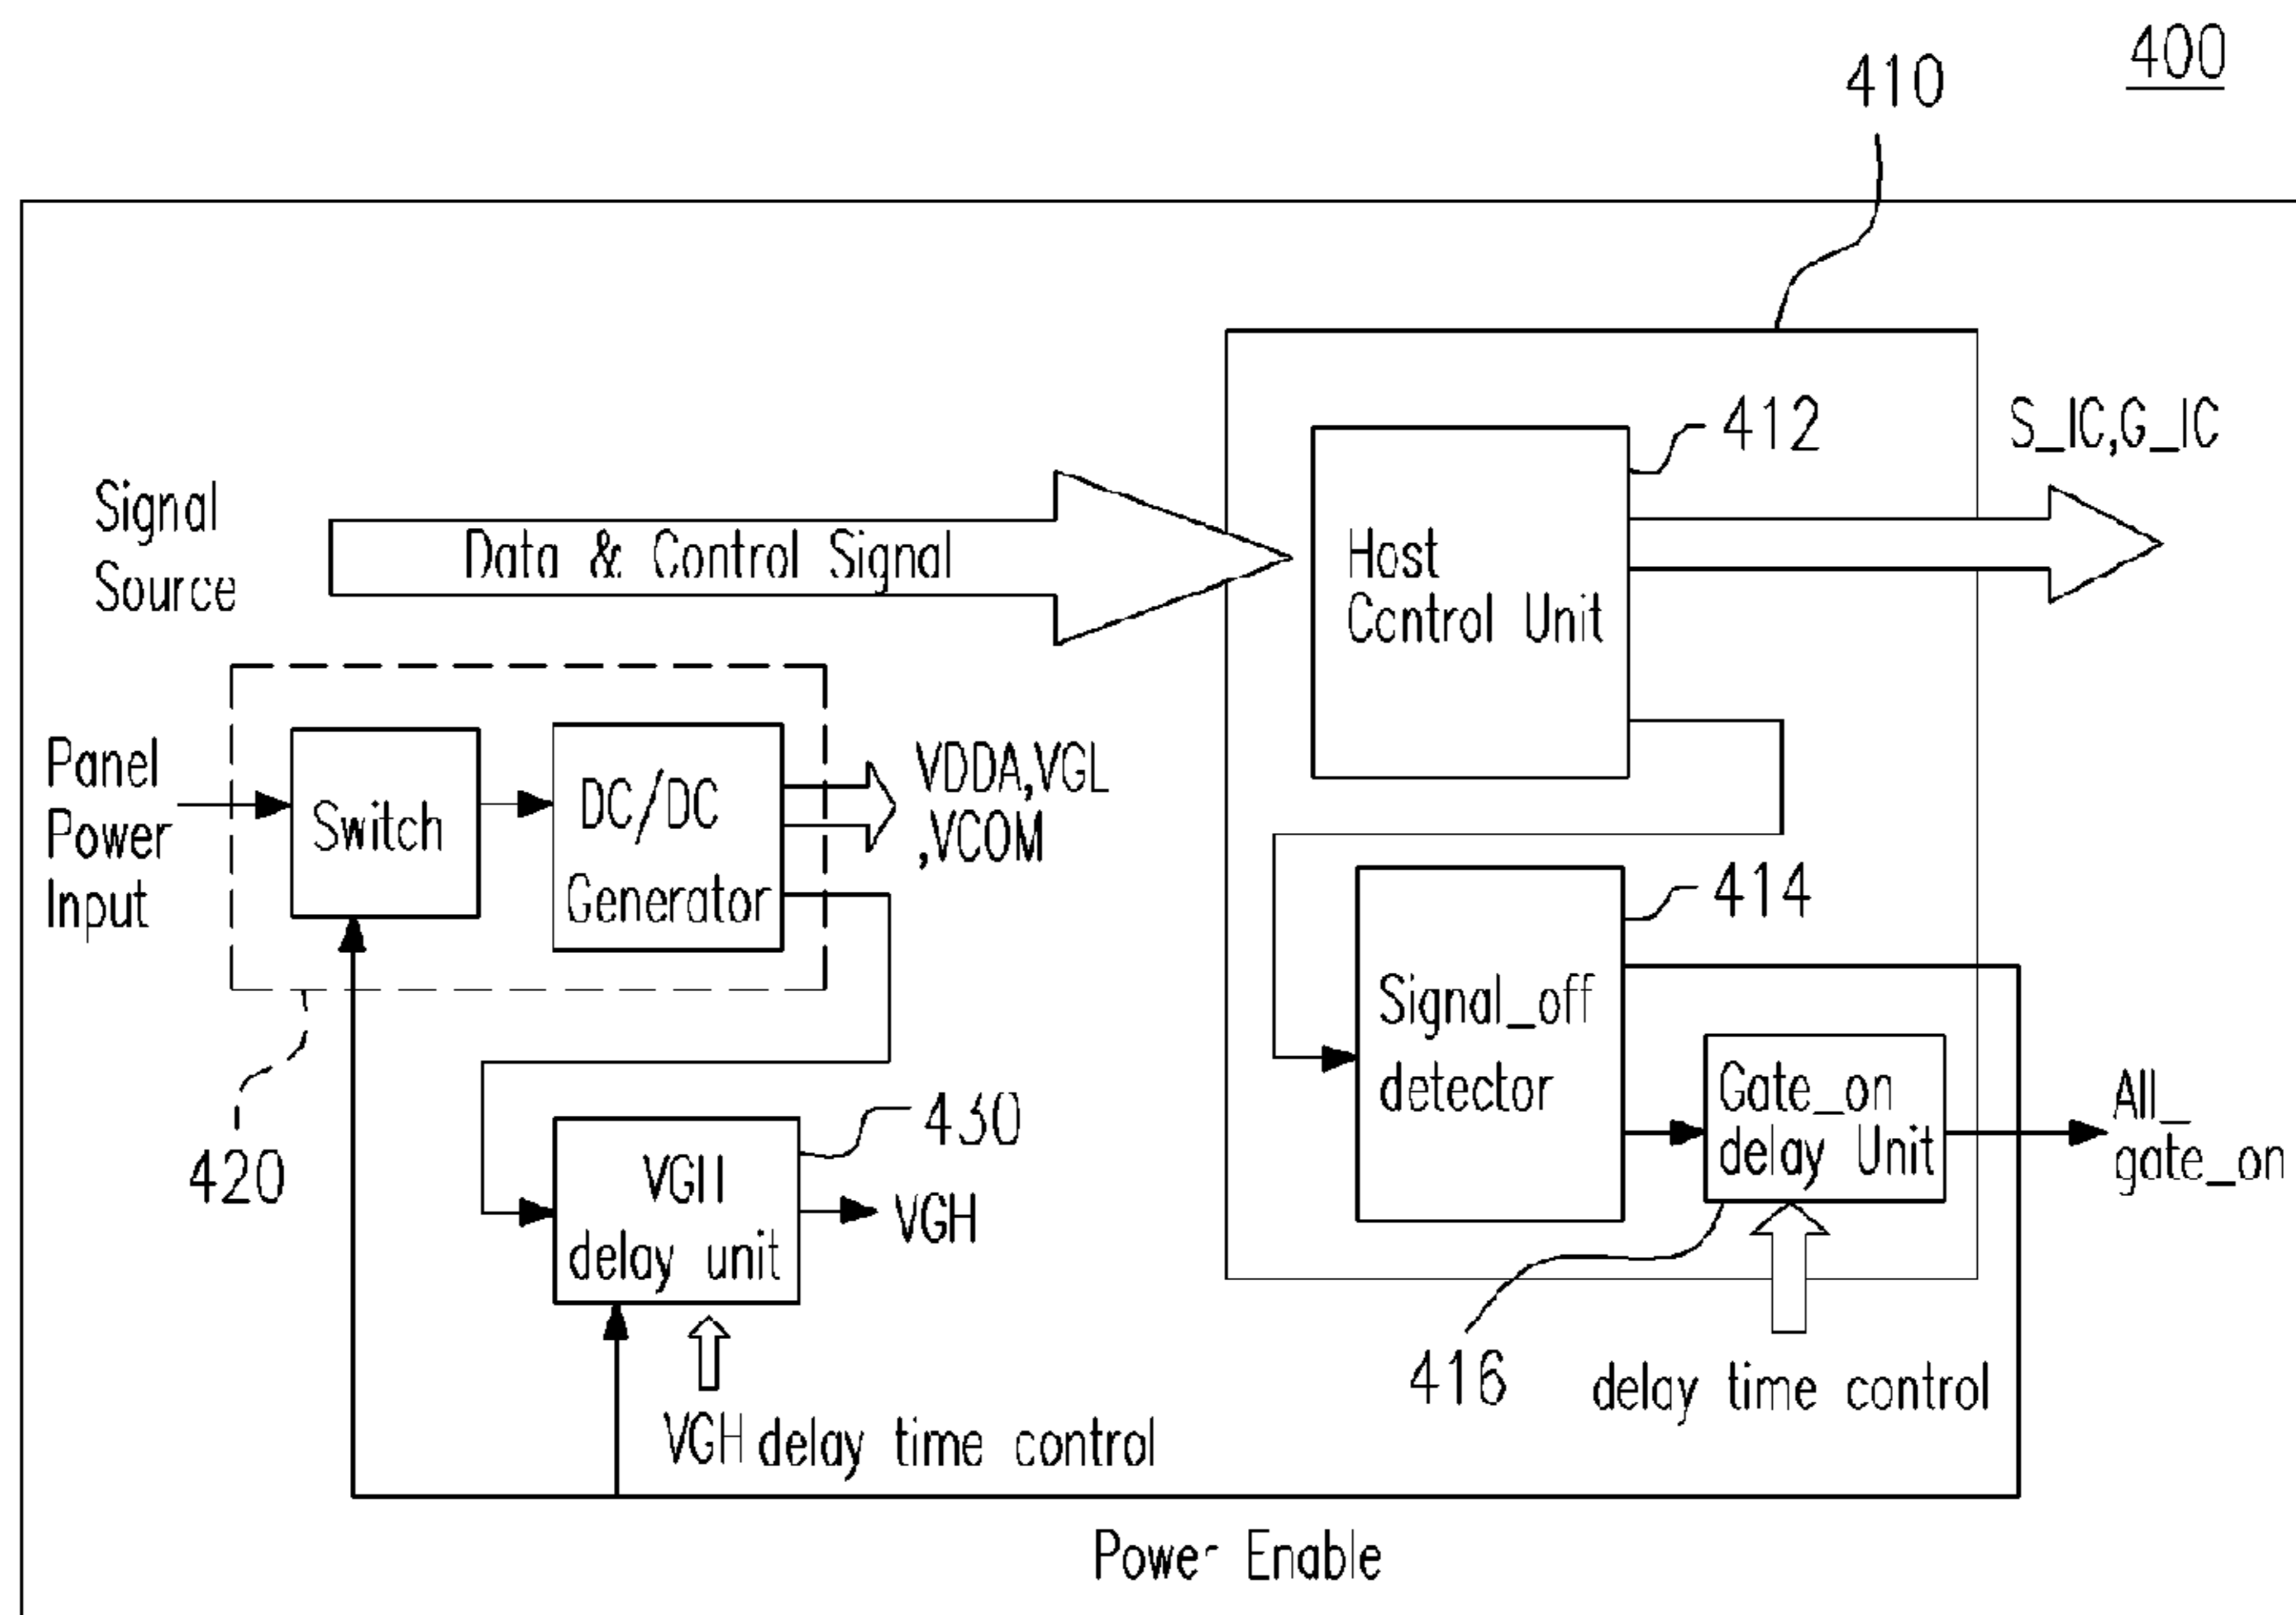 400
410
412
S_IC,G_IC
Signal
Source
Data & Control Signal
Host
Control Unit
Panel
Power
Input
Switch
DC/DC
Generator
VDDA,VGL
,VCOM
414
Signal_off
detector
Gate_on
delay Unit
All_
gate_on
420
430
VGH
delay unit
VGH
416
delay time control
VGH delay time control
Power Enable